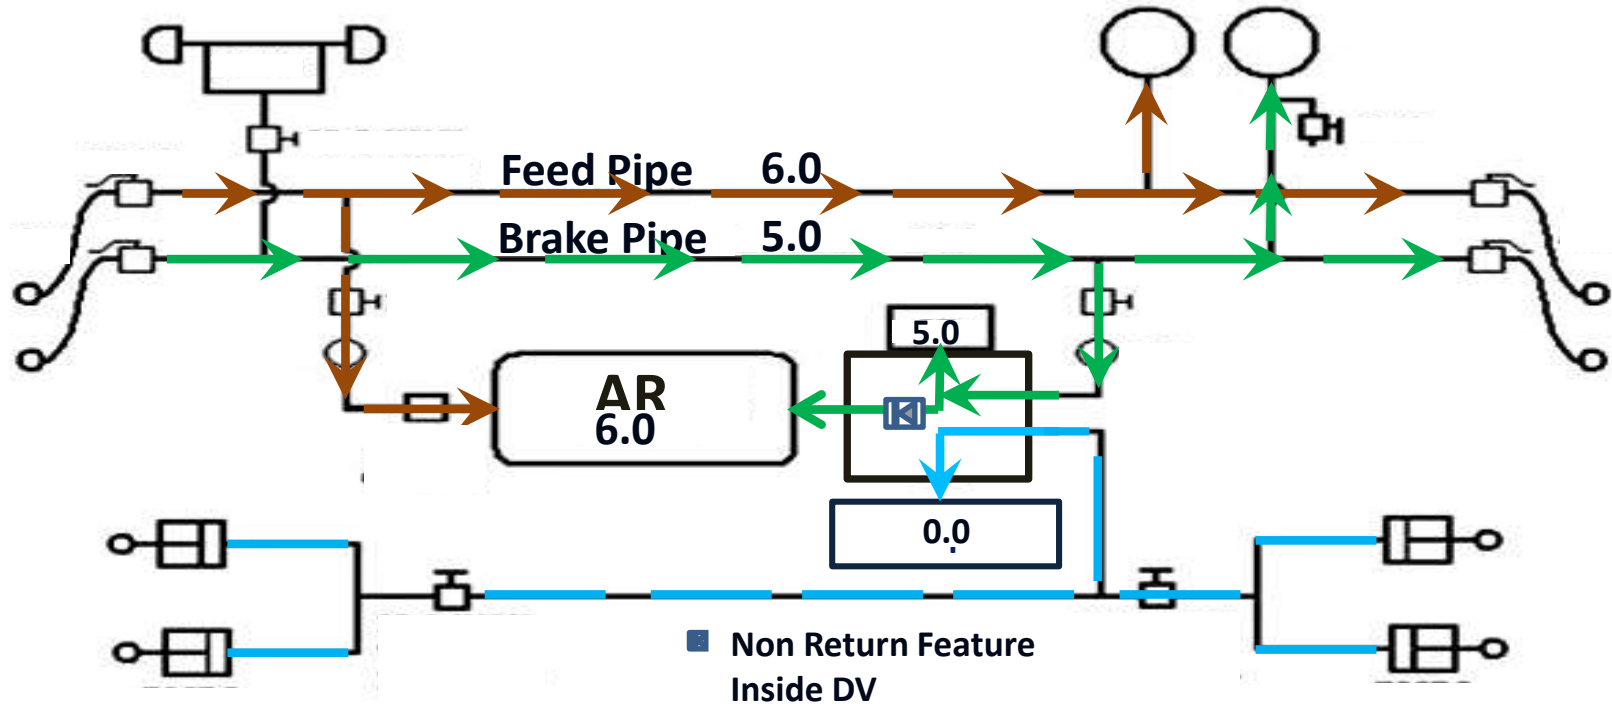 Feed Pipe 6.0
Brake Pipe 5.0
5.0
AR
6.0
0.0
Non Return Feature
Inside DV